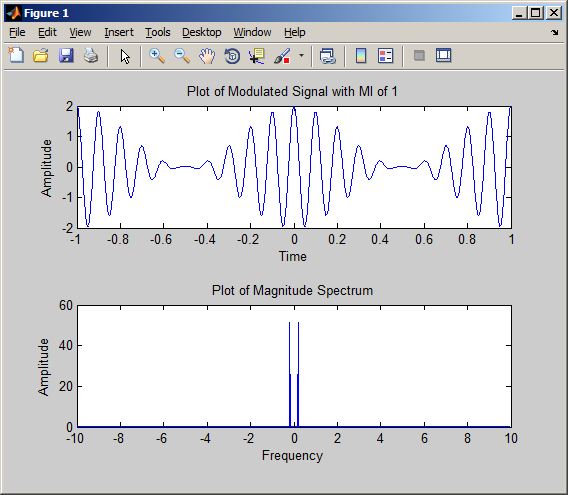 Figure 1
File Edit View Insert Tools Desktop Window Help
Plot of Modulated Signal with MI of 1
2
1
0
-1
-2
Amplitude
-1 -0.8 -0.6 -0.4 -0.2 0 0.2 0.4 0.6 0.8 1
Time
Plot of Magnitude Spectrum
60
40
20
0
Amplitude
-10 -8 -6 -4 -2 0 2 4 6 8 10
Frequency